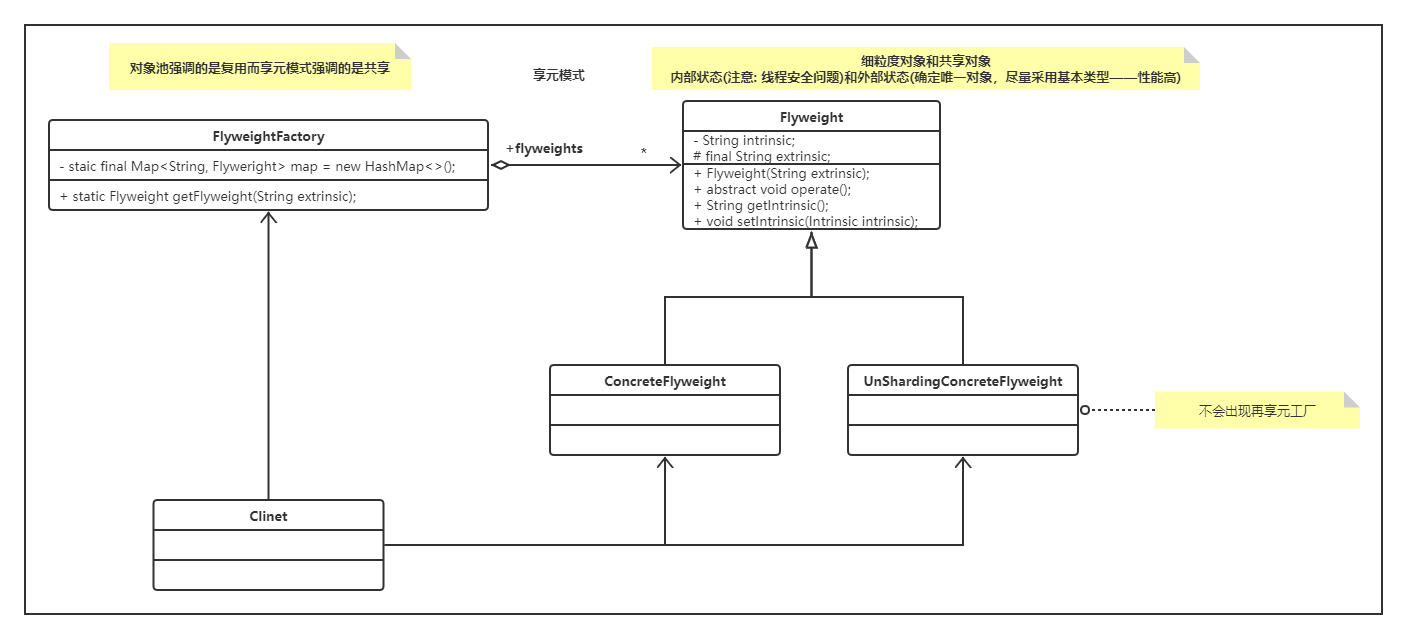 对象池强调的是复用而享元模式强调的是共享
享元模式
细粒度对象和共享对象
内部状态(注意: 线程安全问题)和外部状态(确定唯一对象，尽量采用基本类型——性能高)
FlyweightFactory
- staic final Map<String, Flyweright> map = new HashMap<>();
+ static Flyweight getFlyweight(String extrinsic);
+flyweights
*
Flyweight
- String intrinsic;
# final String extrinsic;
+ Flyweight(String extrinsic);
+ abstract void operate();
+ String getIntrinsic();
+ void setIntrinsic(Intrinsic intrinsic);
ConcreteFlyweight
UnShardingConcreteFlyweight
不会出现再享元工厂
Clinet